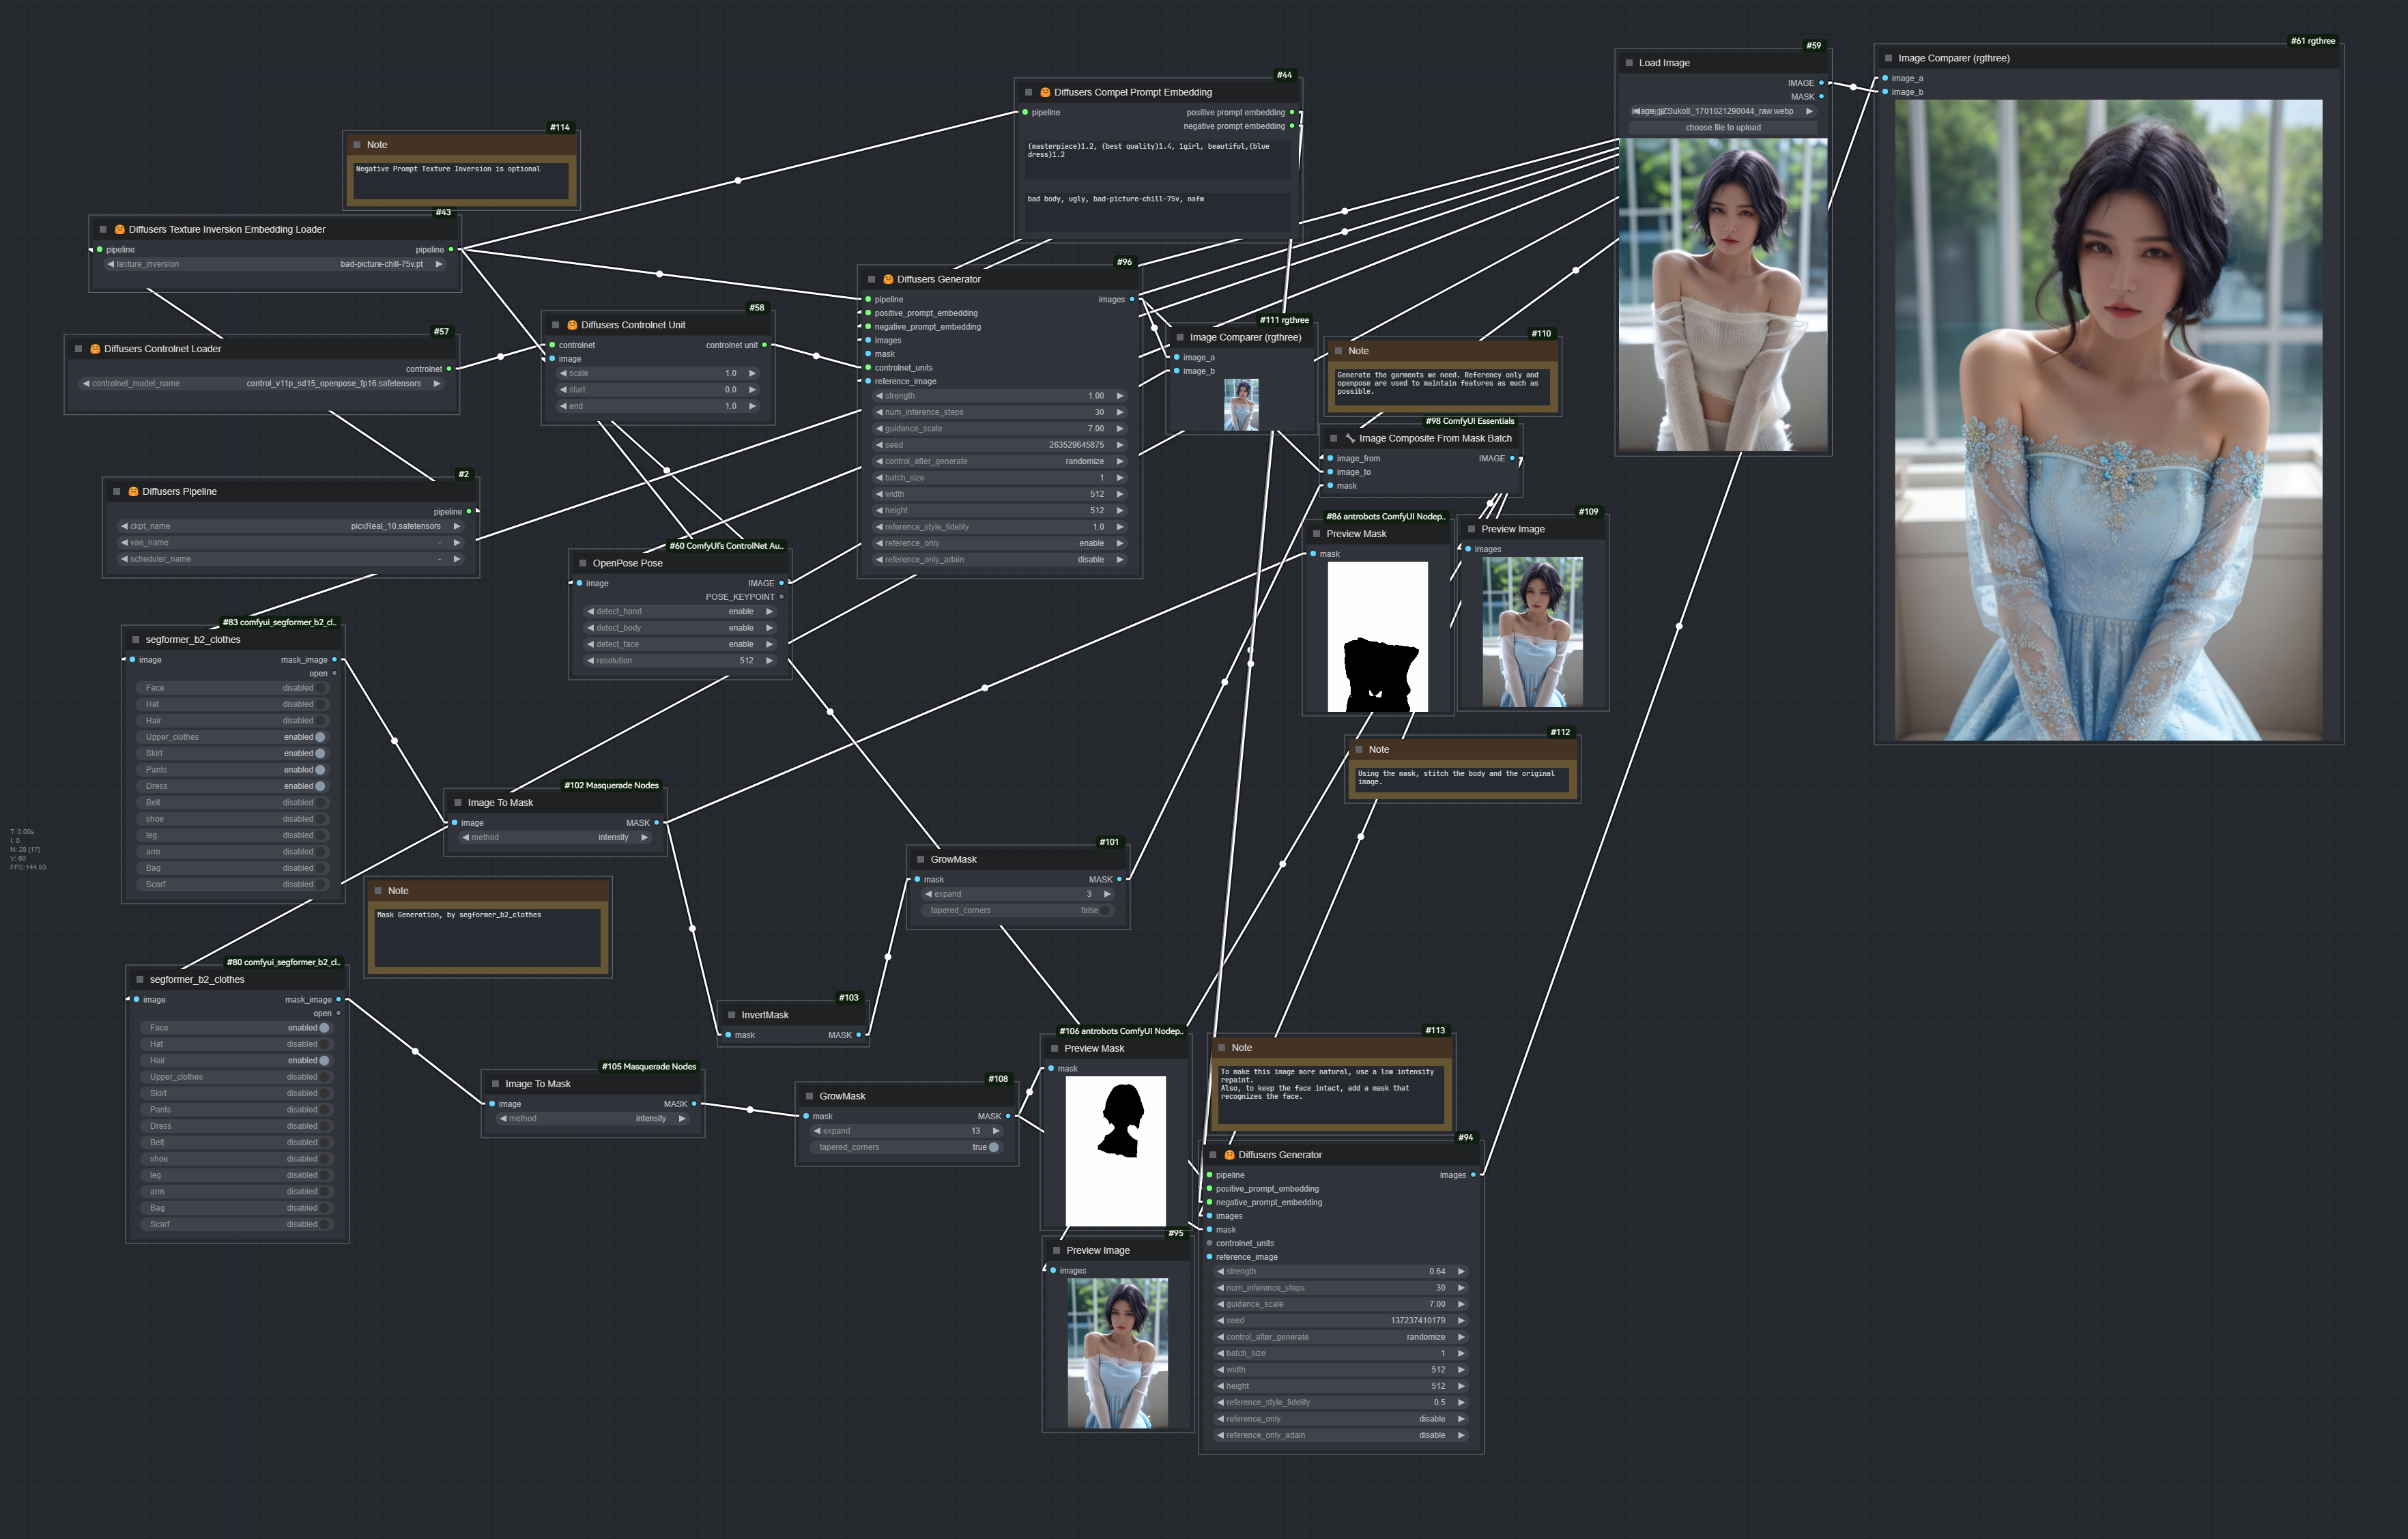 #114
Note
Negative Prompt Texture Inversion is optional
#43
🤗 Diffusers Texture Inversion Embedding Loader
pipeline pipeline
texture_inversion bad-picture-chill-75v.pt
#57
🤗 Diffusers Controlnet Loader
controlnet
controlnet_model_name control_v11p_sd15_openpose_fp16.safetensors
#58
🤗 Diffusers Controlnet Unit
controlnet controlnet unit
image
scale 1.0
start 0.0
end 1.0
#2
🤗 Diffusers Pipeline
pipeline
ckpt_name picxReal_10.safetensors
vae_name -
scheduler_name -
#60 ComfyUI's ControlNet Au..
OpenPose Pose
image IMAGE
POSE_KEYPOINT
detect_hand enable
detect_body enable
detect_face enable
resolution 512
#44
🤗 Diffusers Compel Prompt Embedding
pipeline positive prompt embedding
negative prompt embedding
(masterpiece)1.2, (best quality)1.4, 1girl, beautiful,(blue
dress)1.2
bad body, ugly, bad-picture-chill-75v, nsfw
#96
🤗 Diffusers Generator
pipeline images
positive_prompt_embedding
negative_prompt_embedding
images
mask
controlnet_units
reference_image
strength 1.00
num_inference_steps 30
guidance_scale 7.00
seed 263529645875
control_after_generate randomize
batch_size 1
width 512
height 512
reference_style_fidelity 1.0
reference_only enable
reference_only_adain disable
#111 rgthree
Image Comparer (rgthree)
image_a
image_b
#110
Note
Generate the garments we need. Referency only and
openpose are used to maintain features as much as
possible.
#98 ComfyUI Essentials
🔧 Image Composite From Mask Batch
image_from IMAGE
image_to
mask
#86 antrobots ComfyUI Nodep..
Preview Mask
mask
#109
Preview Image
images
#112
Note
Using the mask, stitch the body and the original
image.
#59
Load Image
IMAGE
MASK
choose file to upload
#61 rgthree
Image Comparer (rgthree)
image_a
image_b
#83 comfyui_segformer_b2_cl..
segformer_b2_clothes
image mask_image
open
Face disabled
Hat disabled
Hair disabled
Upper_clothes enabled
Skirt enabled
Pants enabled
Dress enabled
Belt disabled
shoe disabled
leg disabled
arm disabled
Bag disabled
Scarf disabled
T: 0.00s
I: 0
N: 28 [17]
V: 60
FPS:144.93
#102 Masquerade Nodes
Image To Mask
image MASK
method intensity
Note
Mask Generation, by segformer_b2_clothes
#101
GrowMask
mask MASK
expand 3
tapered_corners false
#80 comfyui_segformer_b2_cl..
segformer_b2_clothes
image mask_image
open
Face enabled
Hat disabled
Hair enabled
Upper_clothes disabled
Skirt disabled
Pants disabled
Dress disabled
Belt disabled
shoe disabled
leg disabled
arm disabled
Bag disabled
Scarf disabled
#103
InvertMask
mask MASK
#105 Masquerade Nodes
Image To Mask
image MASK
method intensity
#108
GrowMask
mask MASK
expand 13
tapered_corners true
#106 antrobots ComfyUI Nodep..
Preview Mask
mask
#95
Preview Image
images
#113
Note
To make this image more natural, use a low intensity
repaint.
Also, to keep the face intact, add a mask that
recognizes the face.
#94
🤗 Diffusers Generator
pipeline images
positive_prompt_embedding
negative_prompt_embedding
images
mask
controlnet_units
reference_image
strength 0.64
num_inference_steps 30
guidance_scale 7.00
seed 137237410179
control_after_generate randomize
batch_size 1
width 512
height 512
reference_style_fidelity 0.5
reference_only disable
reference_only_adain disable